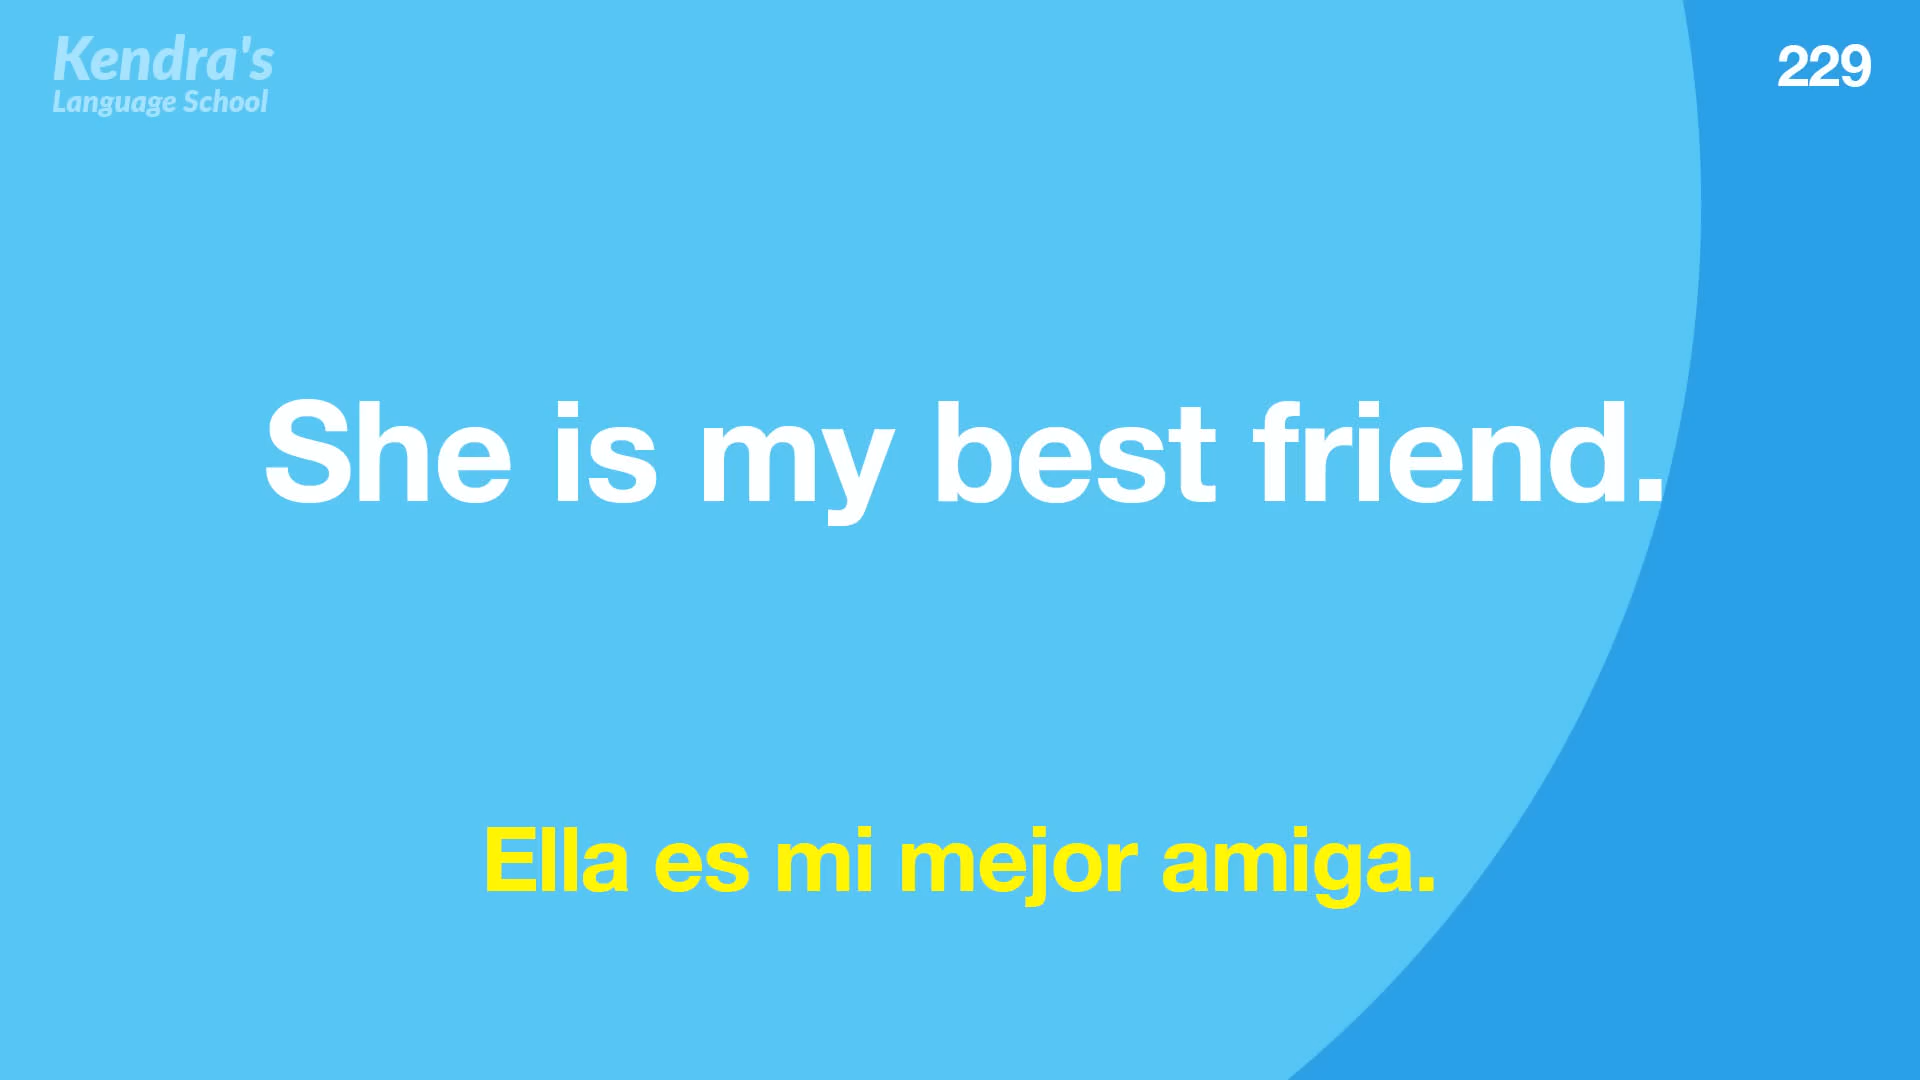 Kendra's
Language School
229
She is my best friend.
Ella es mi mejor amiga.